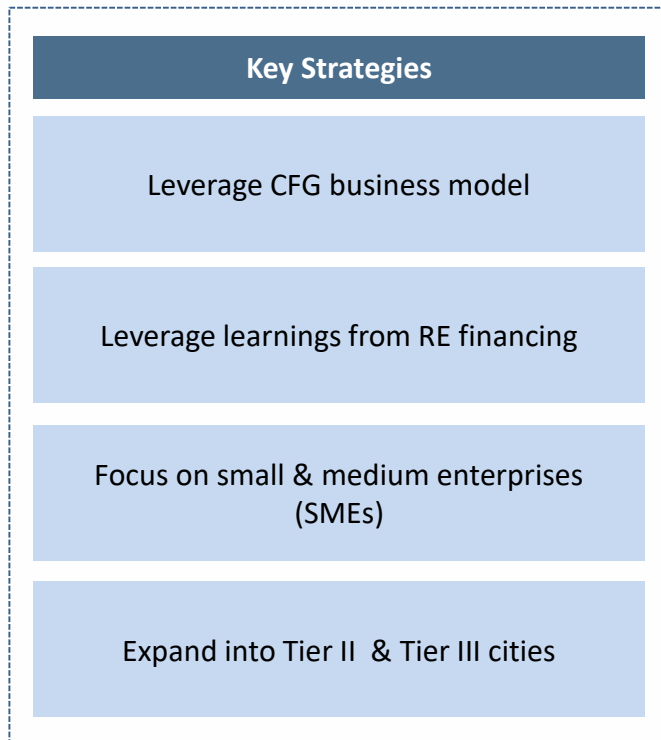 Key Strategies
Leverage CFG business model
Leverage learnings from RE financing
Focus on small & medium enterprises
(SMEs)
Expand into Tier II  & Tier III cities